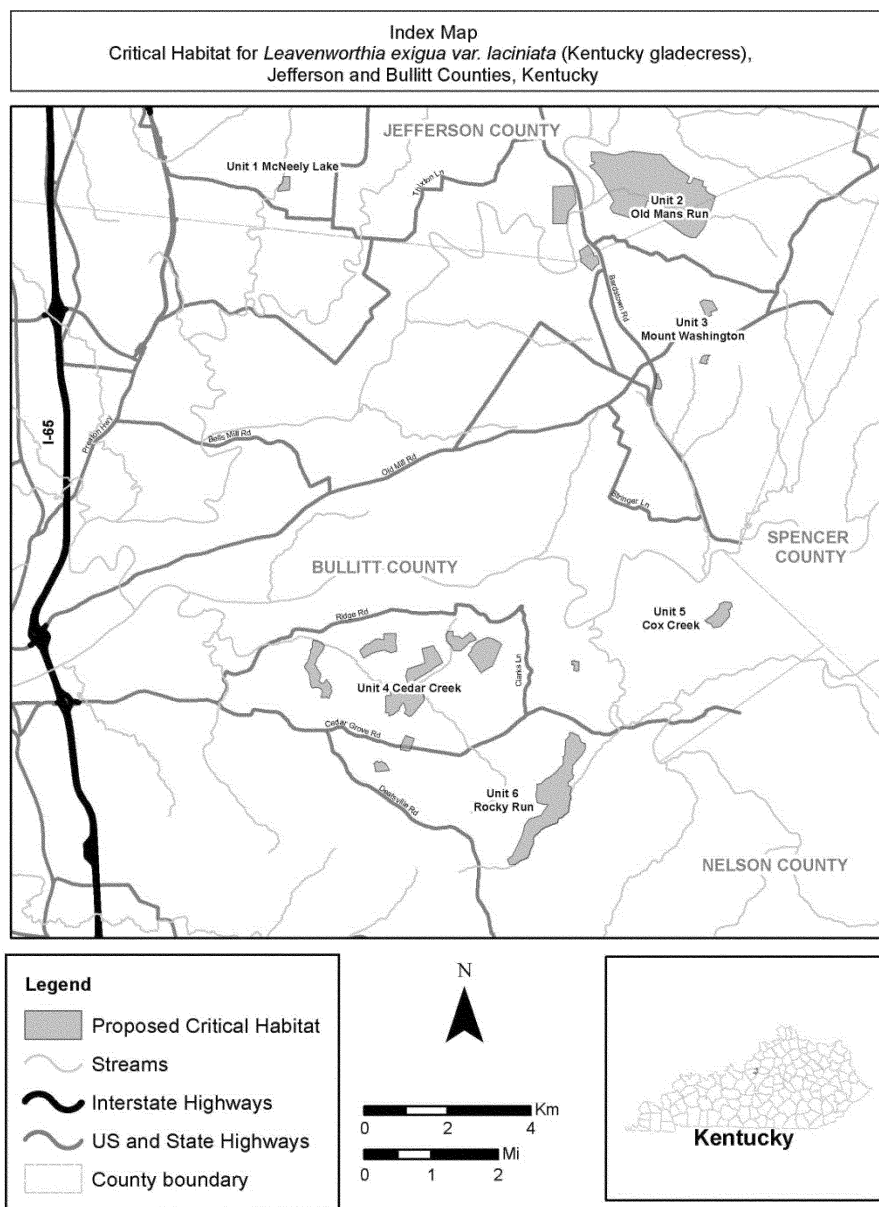 Index Map
Critical Habitat for Leavenworthia exigua var. laciniata (Kentucky gladecress),
Jefferson and Bullitt Counties, Kentucky
JEFFERSON COUNTY
Unit 1 McNeely Lake
Thixton Ln
Unit 2
Old Mans Run
Bardstown Rd
Unit 3
Mount Washington
I-65
Preston Hwy
Bells Mill Rd
Old Mill Rd
Stringer Ln
SPENCER
COUNTY
BULLITT COUNTY
Ridge Rd
Unit 5
Cox Creek
Clarks Ln
Unit 4 Cedar Creek
Cedar Grove Rd
Deatsville Rd
Unit 6
Rocky Run
NELSON COUNTY
Legend
Proposed Critical Habitat
Streams
Interstate Highways
US and State Highways
County boundary
N
Km
0 2 4
Mi
0 1 2
Kentucky